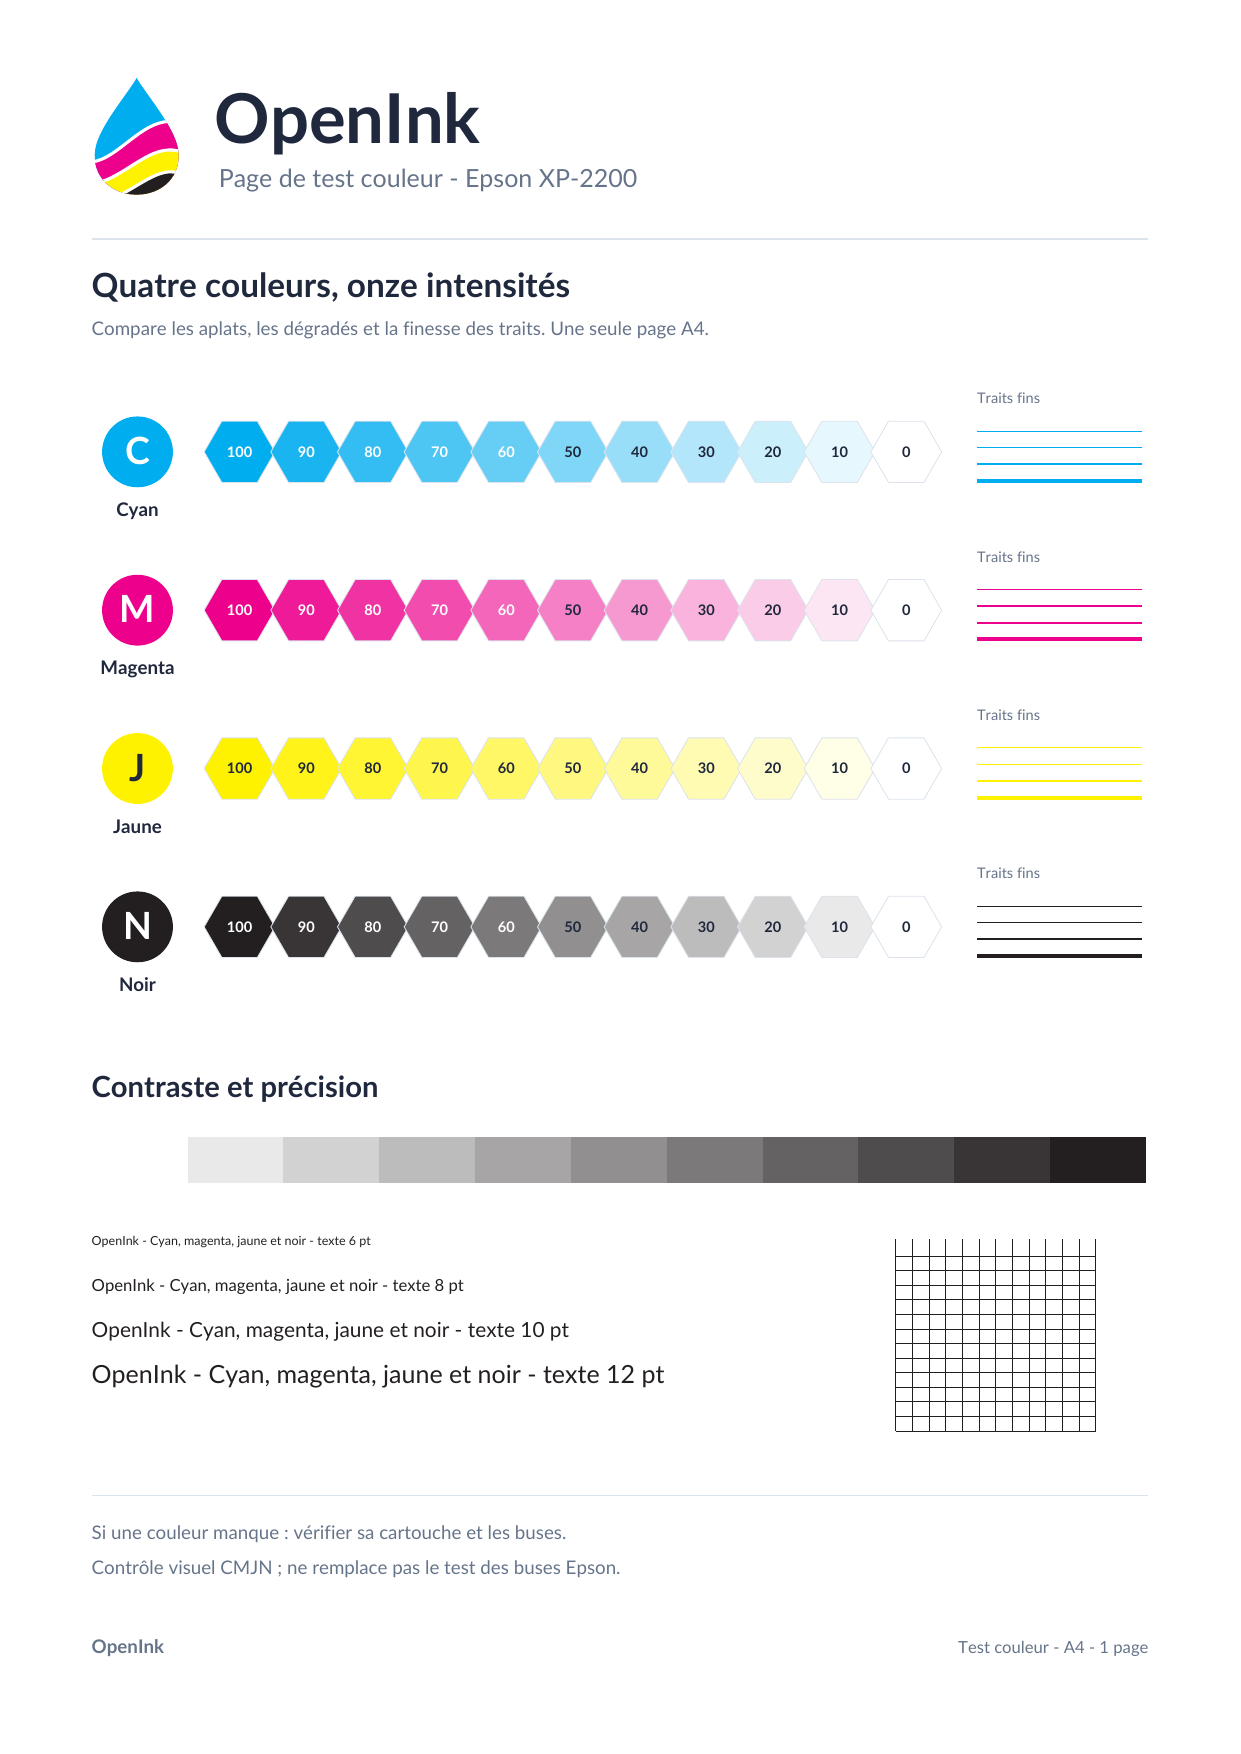 OpenInk
Page de test couleur - Epson XP-2200
Quatre couleurs, onze intensités
Compare les aplats, les dégradés et la finesse des traits. Une seule page A4.
Traits fins
C 100 90 80 70 60 50 40 30 20 10 0
Cyan
Traits fins
M 100 90 80 70 60 50 40 30 20 10 0
Magenta
Traits fins
J 100 90 80 70 60 50 40 30 20 10 0
Jaune
Traits fins
N 100 90 80 70 60 50 40 30 20 10 0
Noir
Contraste et précision
OpenInk - Cyan, magenta, jaune et noir - texte 6 pt
OpenInk - Cyan, magenta, jaune et noir - texte 8 pt
OpenInk - Cyan, magenta, jaune et noir - texte 10 pt
OpenInk - Cyan, magenta, jaune et noir - texte 12 pt
Si une couleur manque : vérifier sa cartouche et les buses.
Contrôle visuel CMJN ; ne remplace pas le test des buses Epson.
OpenInk
Test couleur - A4 - 1 page